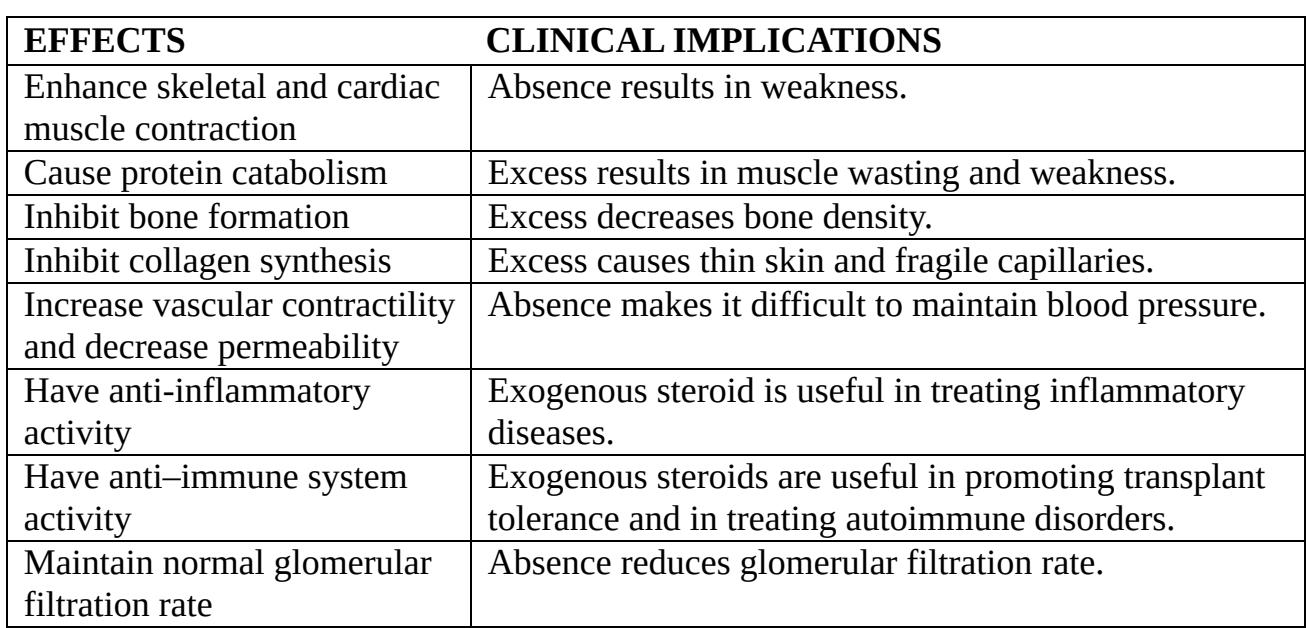 EFFECTS CLINICAL IMPLICATIONS
Enhance skeletal and cardiac Absence results in weakness.
muscle contraction
Cause protein catabolism Excess results in muscle wasting and weakness.
Inhibit bone formation Excess decreases bone density.
Inhibit collagen synthesis Excess causes thin skin and fragile capillaries.
Increase vascular contractility Absence makes it difficult to maintain blood pressure.
and decrease permeability
Have anti-inflammatory Exogenous steroid is useful in treating inflammatory
activity diseases.
Have anti–immune system Exogenous steroids are useful in promoting transplant
activity tolerance and in treating autoimmune disorders.
Maintain normal glomerular Absence reduces glomerular filtration rate.
filtration rate